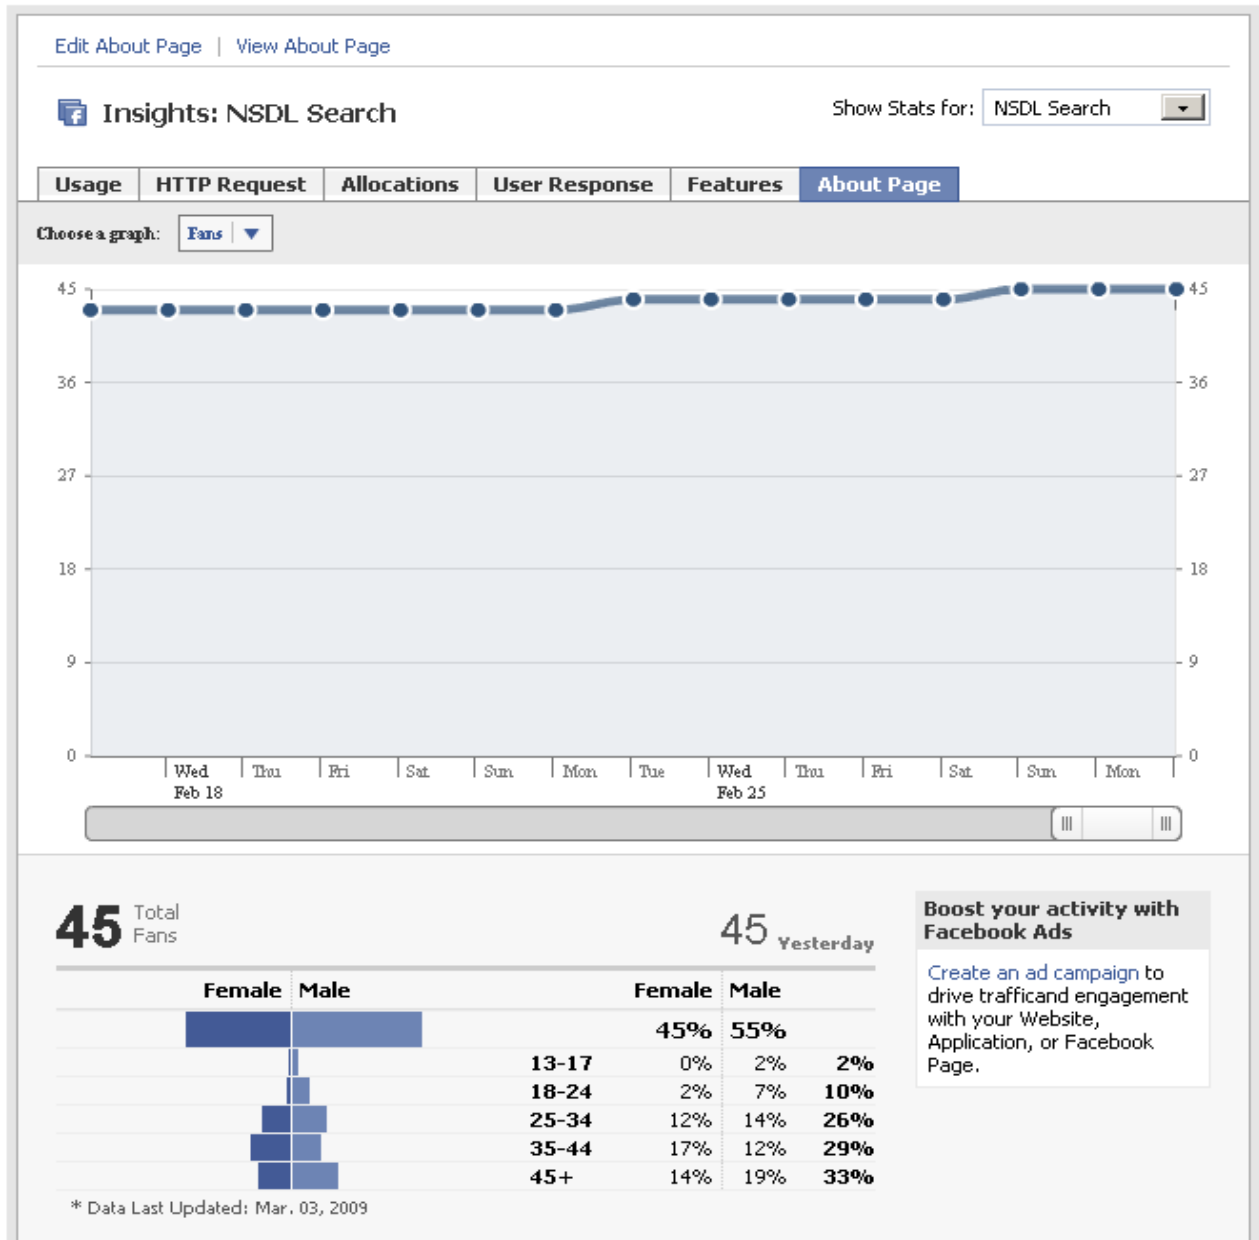 Edit About Page | View About Page
Insights: NSDL Search
Show Stats for: NSDL Search
Usage HTTP Request Allocations User Response Features About Page
Choose a graph: Fans
45 45
36 36
27 27
18 18
9 9
0 0
Wed Thu Fri Sat Sun Mon Tue Wed Thu Fri Sat Sun Mon
Feb 18 Feb 25
45 Total Fans
45 Yesterday
Female Male Female Male
45% 55%
13-17 0% 2% 2%
18-24 2% 7% 10%
25-34 12% 14% 26%
35-44 17% 12% 29%
45+ 14% 19% 33%
* Data Last Updated: Mar. 03, 2009
Boost your activity with
Facebook Ads
Create an ad campaign to
drive trafficand engagement
with your Website,
Application, or Facebook
Page.